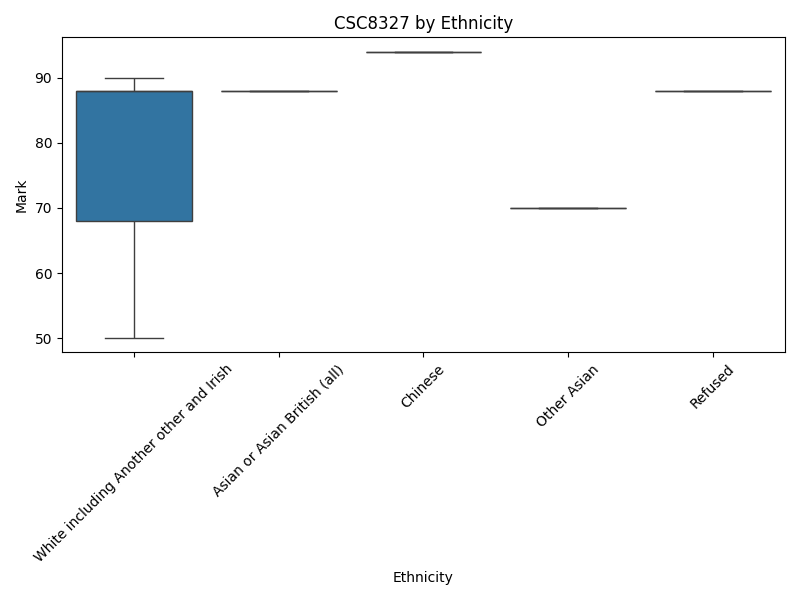 CSC8327 by Ethnicity
90
80
70
60
50
Mark
White including Another other and Irish
Asian or Asian British (all)
Chinese
Other Asian
Refused
Ethnicity